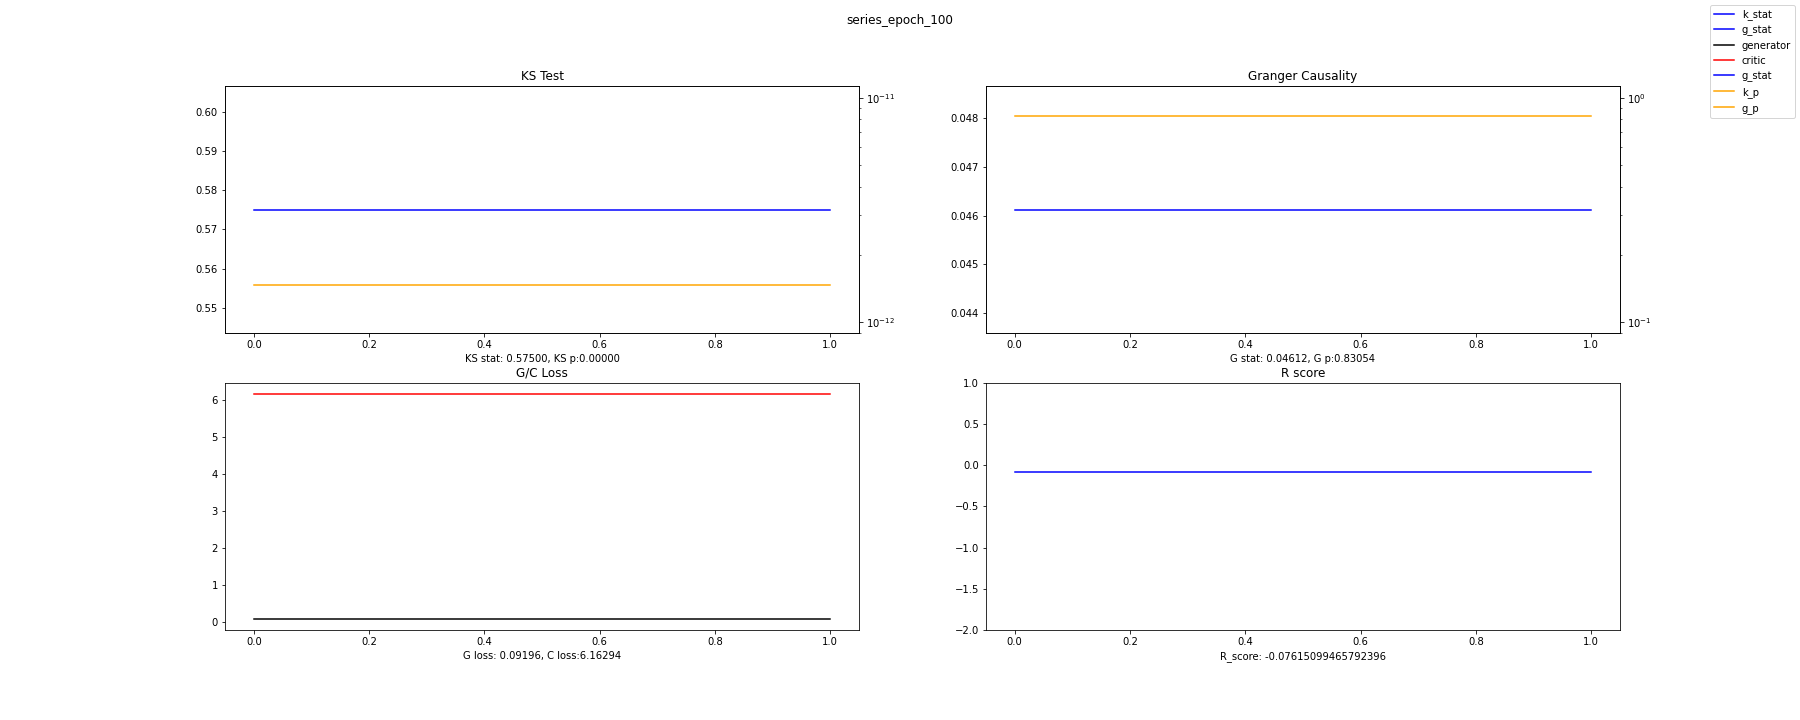 series_epoch_100
k_stat
g_stat
generator
critic
g_stat
k_p
g_p
KS Test
0.60
0.59
0.58
0.57
0.56
0.55
10⁻¹¹
10⁻¹²
0.0 0.2 0.4 0.6 0.8 1.0
KS stat: 0.57500, KS p:0.00000
Granger Causality
0.048
0.047
0.046
0.045
0.044
10⁰
10⁻¹
0.0 0.2 0.4 0.6 0.8 1.0
G stat: 0.04612, G p:0.83054
G/C Loss
6
5
4
3
2
1
0
0.0 0.2 0.4 0.6 0.8 1.0
G loss: 0.09196, C loss:6.16294
R score
1.0
0.5
0.0
−0.5
−1.0
−1.5
−2.0
0.0 0.2 0.4 0.6 0.8 1.0
R_score: -0.07615099465792396